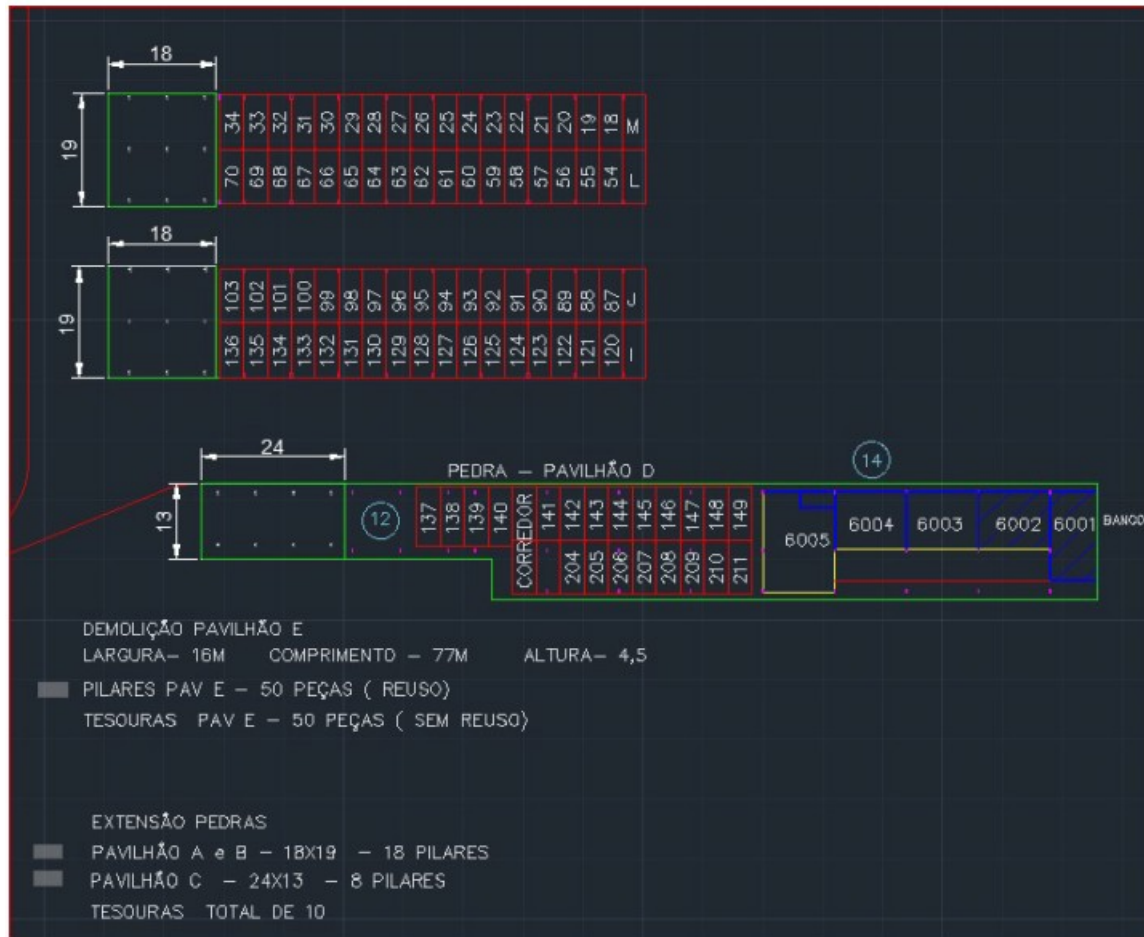 18
19
34 33 32 31 30 29 28 27 26 25 24 23 22 21 20 19 18 M
70 69 68 67 66 65 64 63 62 61 60 59 58 57 56 55 54 L
18
19
103 102 101 100 99 98 97 96 95 94 93 92 91 90 89 88 87 J
136 135 134 133 132 131 130 129 128 127 126 125 124 123 122 121 120 I
24
13
PEDRA – PAVILHÃO D
14
12
137 138 139 140 CORREDOR 141 142 143 144 145 146 147 148 149
204 205 206 207 208 209 210 211
6005 6004 6003 6002 6001 BANCO
DEMOLIÇÃO PAVILHÃO E
LARGURA– 16M COMPRIMENTO – 77M ALTURA– 4,5
PILARES PAV E – 50 PEÇAS ( REUSO)
TESOURAS PAV E – 50 PEÇAS ( SEM REUSO)
EXTENSÃO PEDRAS
PAVILHÃO A e B – 18X19 – 18 PILARES
PAVILHÃO C – 24X13 – 8 PILARES
TESOURAS TOTAL DE 10